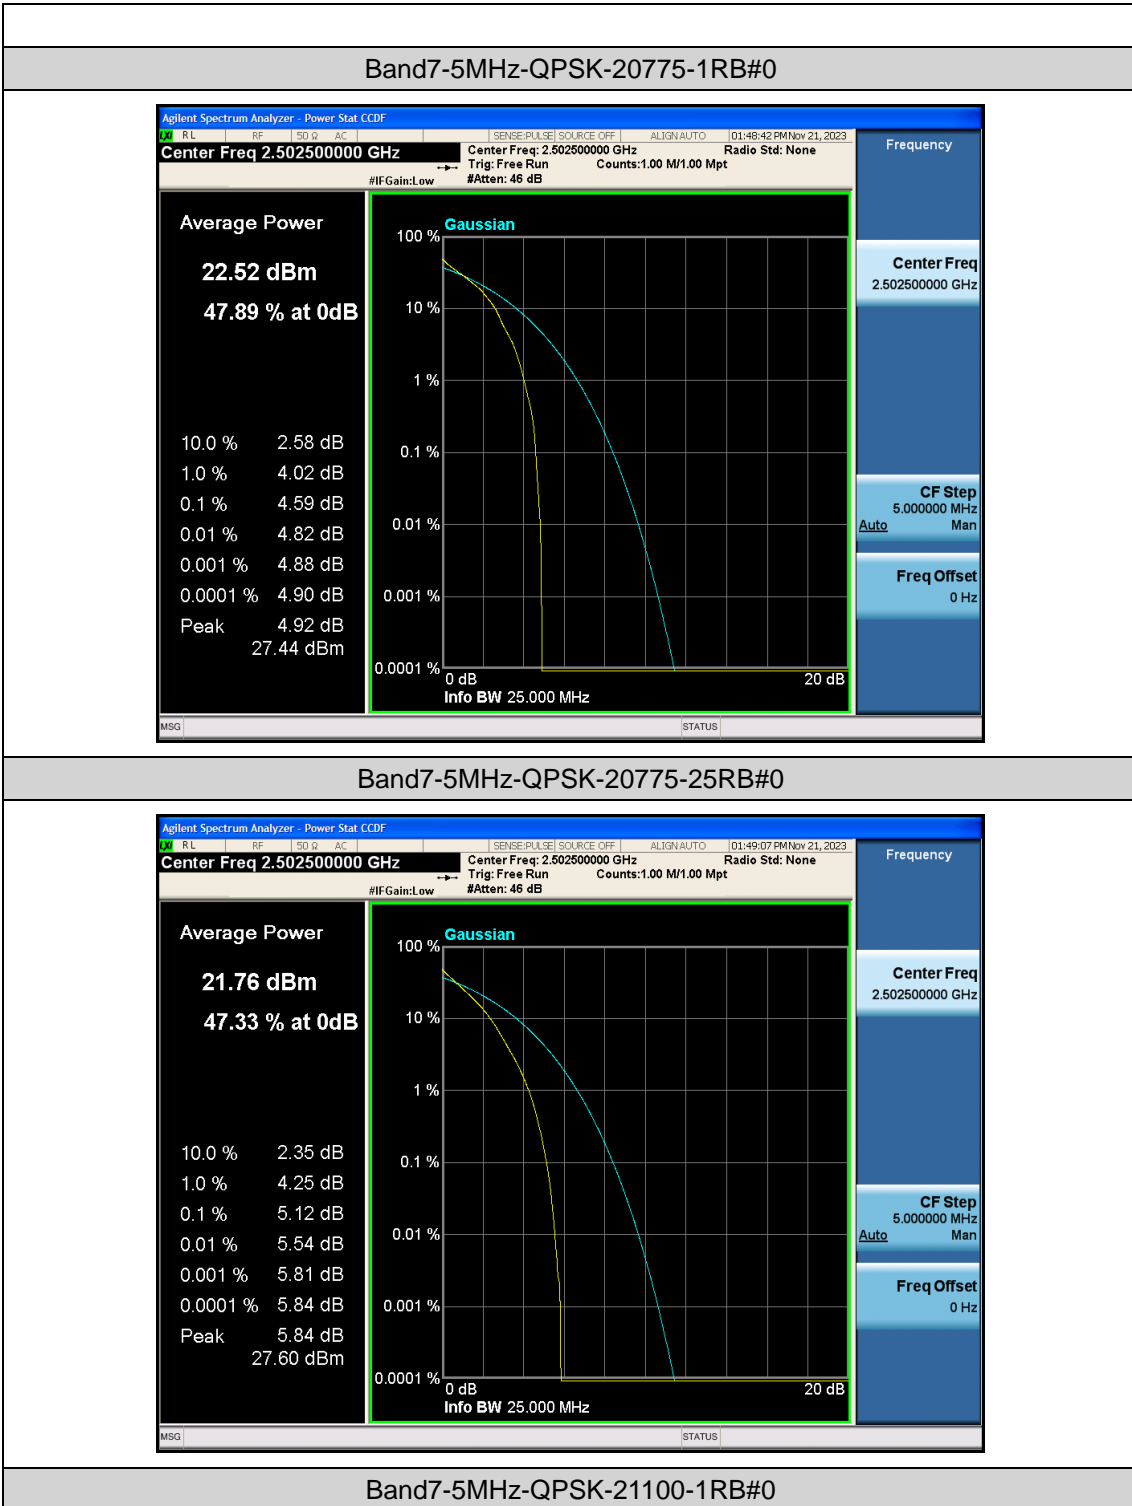 Band7-5MHz-QPSK-20775-1RB#0
Agilent Spectrum Analyzer - Power Stat CCDF
LXI RL RF 50 Ω AC SENSE:PULSE SOURCE OFF ALIGN AUTO 01:48:42 PM Nov 21, 2023
Center Freq 2.502500000 GHz
Center Freq: 2.502500000 GHz Radio Std: None
Trig: Free Run Counts:1.00 M/1.00 Mpt
#IFGain:Low #Atten: 46 dB
Frequency
Average Power
22.52 dBm
47.89 % at 0dB
10.0 % 2.58 dB
1.0 % 4.02 dB
0.1 % 4.59 dB
0.01 % 4.82 dB
0.001 % 4.88 dB
0.0001 % 4.90 dB
Peak 4.92 dB
27.44 dBm
Gaussian
100 %
10 %
1 %
0.1 %
0.01 %
0.001 %
0.0001 %
0 dB 20 dB
Info BW 25.000 MHz
Center Freq
2.502500000 GHz
CF Step
5.000000 MHz
Auto Man
Freq Offset
0 Hz
MSG STATUS
Band7-5MHz-QPSK-20775-25RB#0
Agilent Spectrum Analyzer - Power Stat CCDF
LXI RL RF 50 Ω AC SENSE:PULSE SOURCE OFF ALIGN AUTO 01:49:07 PM Nov 21, 2023
Center Freq 2.502500000 GHz
Center Freq: 2.502500000 GHz Radio Std: None
Trig: Free Run Counts:1.00 M/1.00 Mpt
#IFGain:Low #Atten: 46 dB
Frequency
Average Power
21.76 dBm
47.33 % at 0dB
10.0 % 2.35 dB
1.0 % 4.25 dB
0.1 % 5.12 dB
0.01 % 5.54 dB
0.001 % 5.81 dB
0.0001 % 5.84 dB
Peak 5.84 dB
27.60 dBm
Gaussian
100 %
10 %
1 %
0.1 %
0.01 %
0.001 %
0.0001 %
0 dB 20 dB
Info BW 25.000 MHz
Center Freq
2.502500000 GHz
CF Step
5.000000 MHz
Auto Man
Freq Offset
0 Hz
MSG STATUS
Band7-5MHz-QPSK-21100-1RB#0